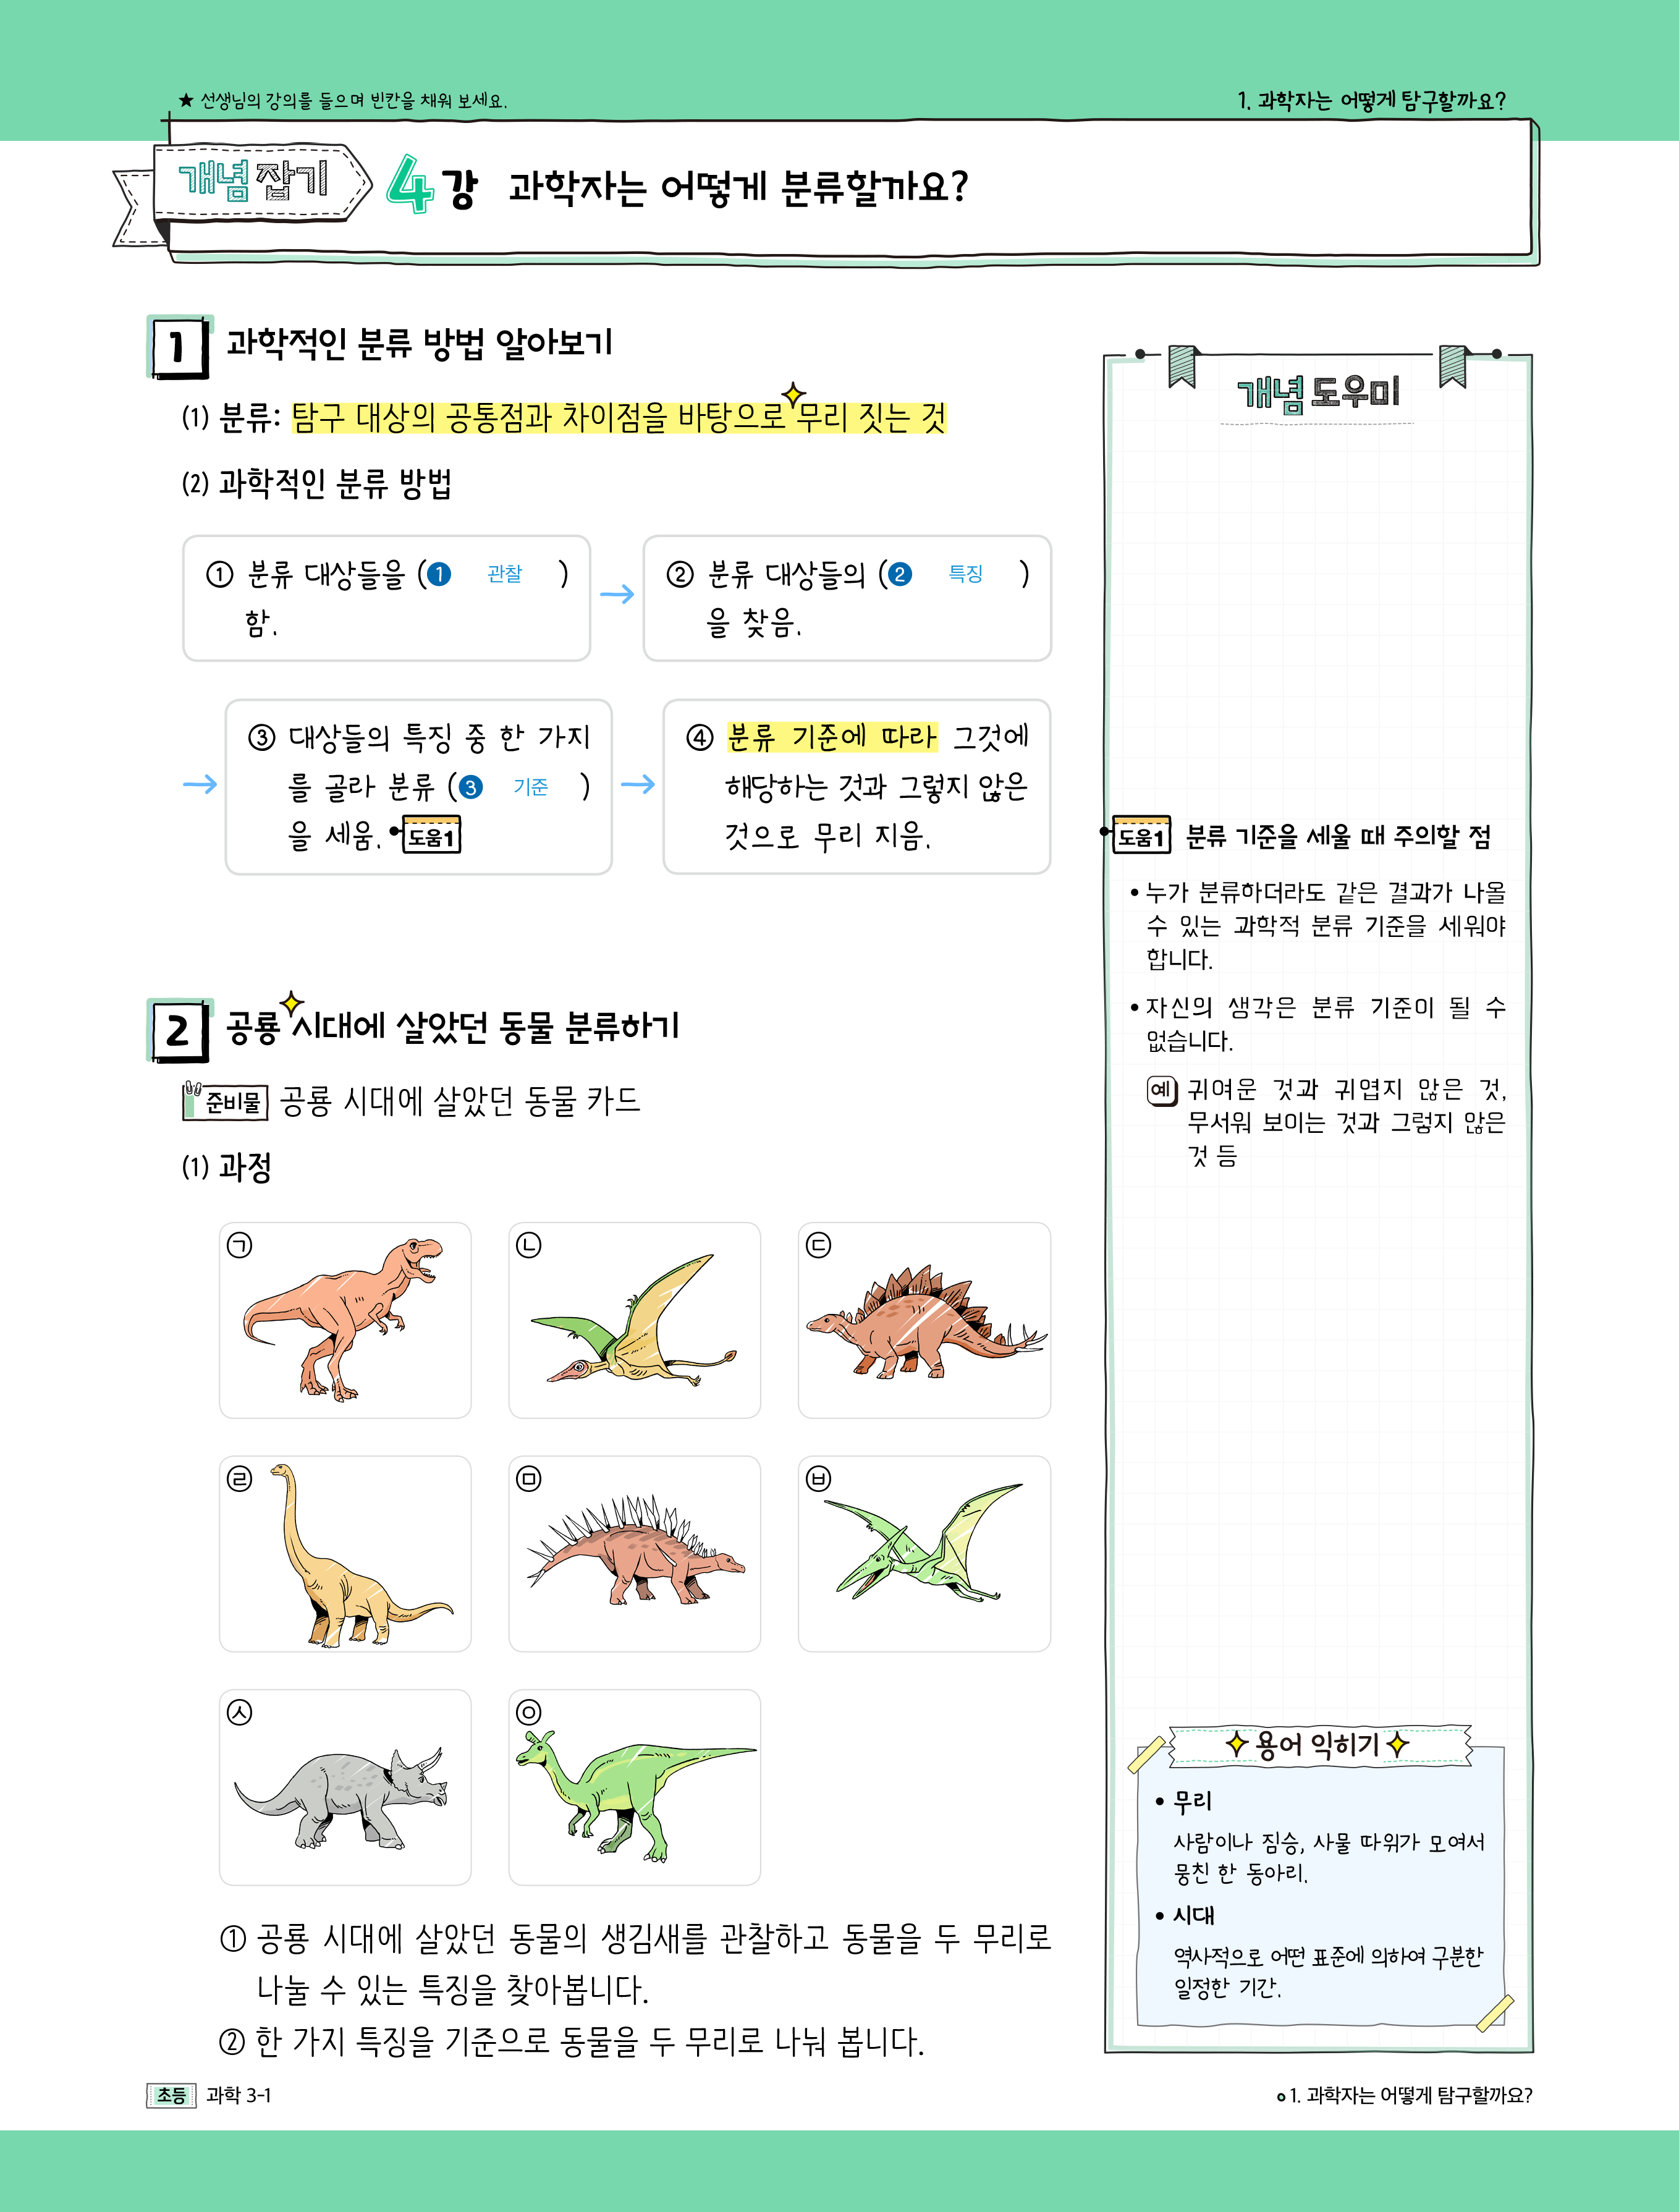 ★ 선생님의 강의를 들으며 빈칸을 채워 보세요.
1. 과학자는 어떻게 탐구할까요?
개념 잡기
4강 과학자는 어떻게 분류할까요?
1 과학적인 분류 방법 알아보기
(1) 분류: 탐구 대상의 공통점과 차이점을 바탕으로 무리 짓는 것
(2) 과학적인 분류 방법
① 분류 대상들을 (❶ 관찰 )
함.
→
② 분류 대상들의 (❷ 특징 )
을 찾음.
→
③ 대상들의 특징 중 한 가지
를 골라 분류 (❸ 기준 )
을 세움. 도움1
→
④ 분류 기준에 따라 그것에
해당하는 것과 그렇지 않은
것으로 무리 지음.
2 공룡 시대에 살았던 동물 분류하기
준비물 공룡 시대에 살았던 동물 카드
(1) 과정
㉠
㉡
㉢
㉣
㉤
㉥
㉦
㉧
① 공룡 시대에 살았던 동물의 생김새를 관찰하고 동물을 두 무리로
나눌 수 있는 특징을 찾아봅니다.
② 한 가지 특징을 기준으로 동물을 두 무리로 나눠 봅니다.
개념 도우미
도움1 분류 기준을 세울 때 주의할 점
• 누가 분류하더라도 같은 결과가 나올
수 있는 과학적 분류 기준을 세워야
합니다.
• 자신의 생각은 분류 기준이 될 수
없습니다.
예 귀여운 것과 귀엽지 않은 것,
무서워 보이는 것과 그럼지 않은
것 등
용어 익히기
• 무리
사람이나 짐승, 사물 따위가 모여서
뭉친 한 동아리.
• 시대
역사적으로 어떤 표준에 의하여 구분한
일정한 기간.
초등 과학 3-1
1. 과학자는 어떻게 탐구할까요?